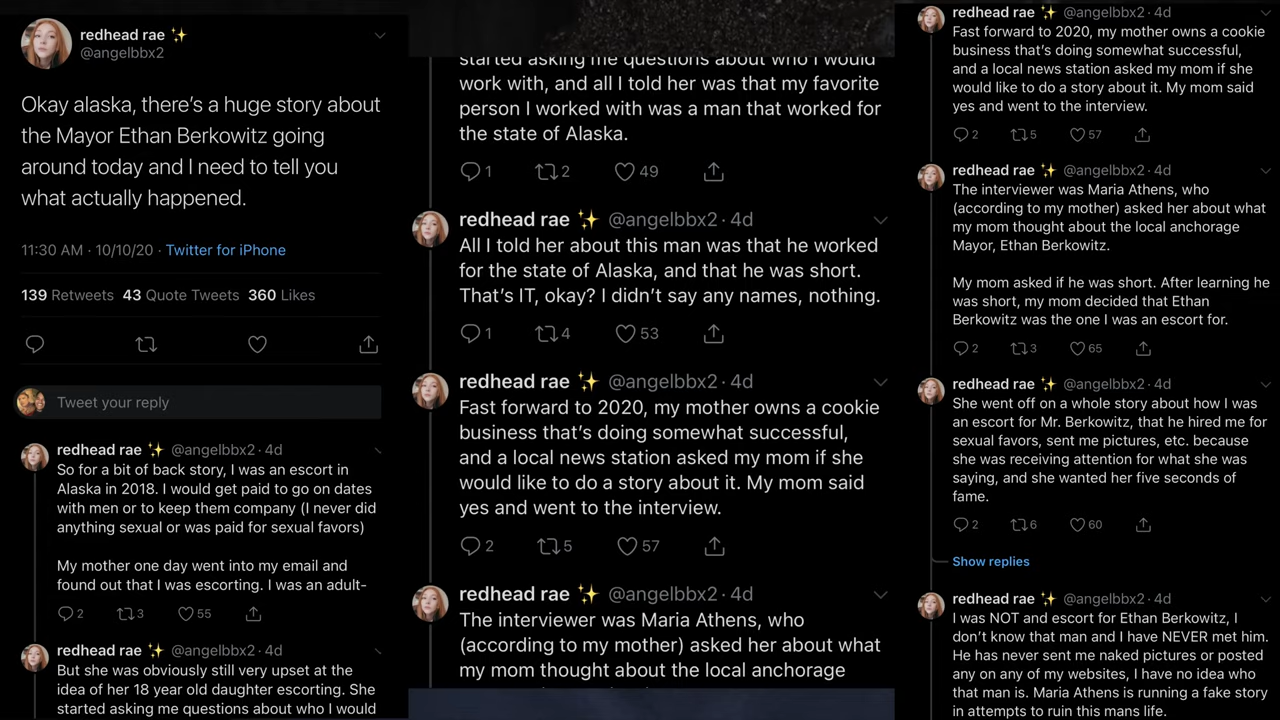 redhead rae ✨
@angelbbx2
Okay alaska, there's a huge story about
the Mayor Ethan Berkowitz going
around today and I need to tell you
what actually happened.
11:30 AM · 10/10/20 · Twitter for iPhone
139 Retweets 43 Quote Tweets 360 Likes
Tweet your reply
redhead rae ✨ @angelbbx2 · 4d
So for a bit of back story, I was an escort in
Alaska in 2018. I would get paid to go on dates
with men or to keep them company (I never did
anything sexual or was paid for sexual favors)
My mother one day went into my email and
found out that I was escorting. I was an adult-
2 3 55
redhead rae ✨ @angelbbx2 · 4d
But she was obviously still very upset at the
idea of her 18 year old daughter escorting. She
started asking me questions about who I would
started asking me questions about who I would
work with, and all I told her was that my favorite
person I worked with was a man that worked for
the state of Alaska.
1 2 49
redhead rae ✨ @angelbbx2 · 4d
All I told her about this man was that he worked
for the state of Alaska, and that he was short.
That's IT, okay? I didn't say any names, nothing.
1 4 53
redhead rae ✨ @angelbbx2 · 4d
Fast forward to 2020, my mother owns a cookie
business that's doing somewhat successful,
and a local news station asked my mom if she
would like to do a story about it. My mom said
yes and went to the interview.
2 5 57
redhead rae ✨ @angelbbx2 · 4d
The interviewer was Maria Athens, who
(according to my mother) asked her about what
my mom thought about the local anchorage
redhead rae ✨ @angelbbx2 · 4d
Fast forward to 2020, my mother owns a cookie
business that's doing somewhat successful,
and a local news station asked my mom if she
would like to do a story about it. My mom said
yes and went to the interview.
2 5 57
redhead rae ✨ @angelbbx2 · 4d
The interviewer was Maria Athens, who
(according to my mother) asked her about what
my mom thought about the local anchorage
Mayor, Ethan Berkowitz.
My mom asked if he was short. After learning he
was short, my mom decided that Ethan
Berkowitz was the one I was an escort for.
2 3 65
redhead rae ✨ @angelbbx2 · 4d
She went off on a whole story about how I was
an escort for Mr. Berkowitz, that he hired me for
sexual favors, sent me pictures, etc. because
she was receiving attention for what she was
saying, and she wanted her five seconds of
fame.
2 6 60
Show replies
redhead rae ✨ @angelbbx2 · 4d
I was NOT and escort for Ethan Berkowitz, I
don't know that man and I have NEVER met him.
He has never sent me naked pictures or posted
any on any of my websites, I have no idea who
that man is. Maria Athens is running a fake story
in attempts to ruin this mans life.